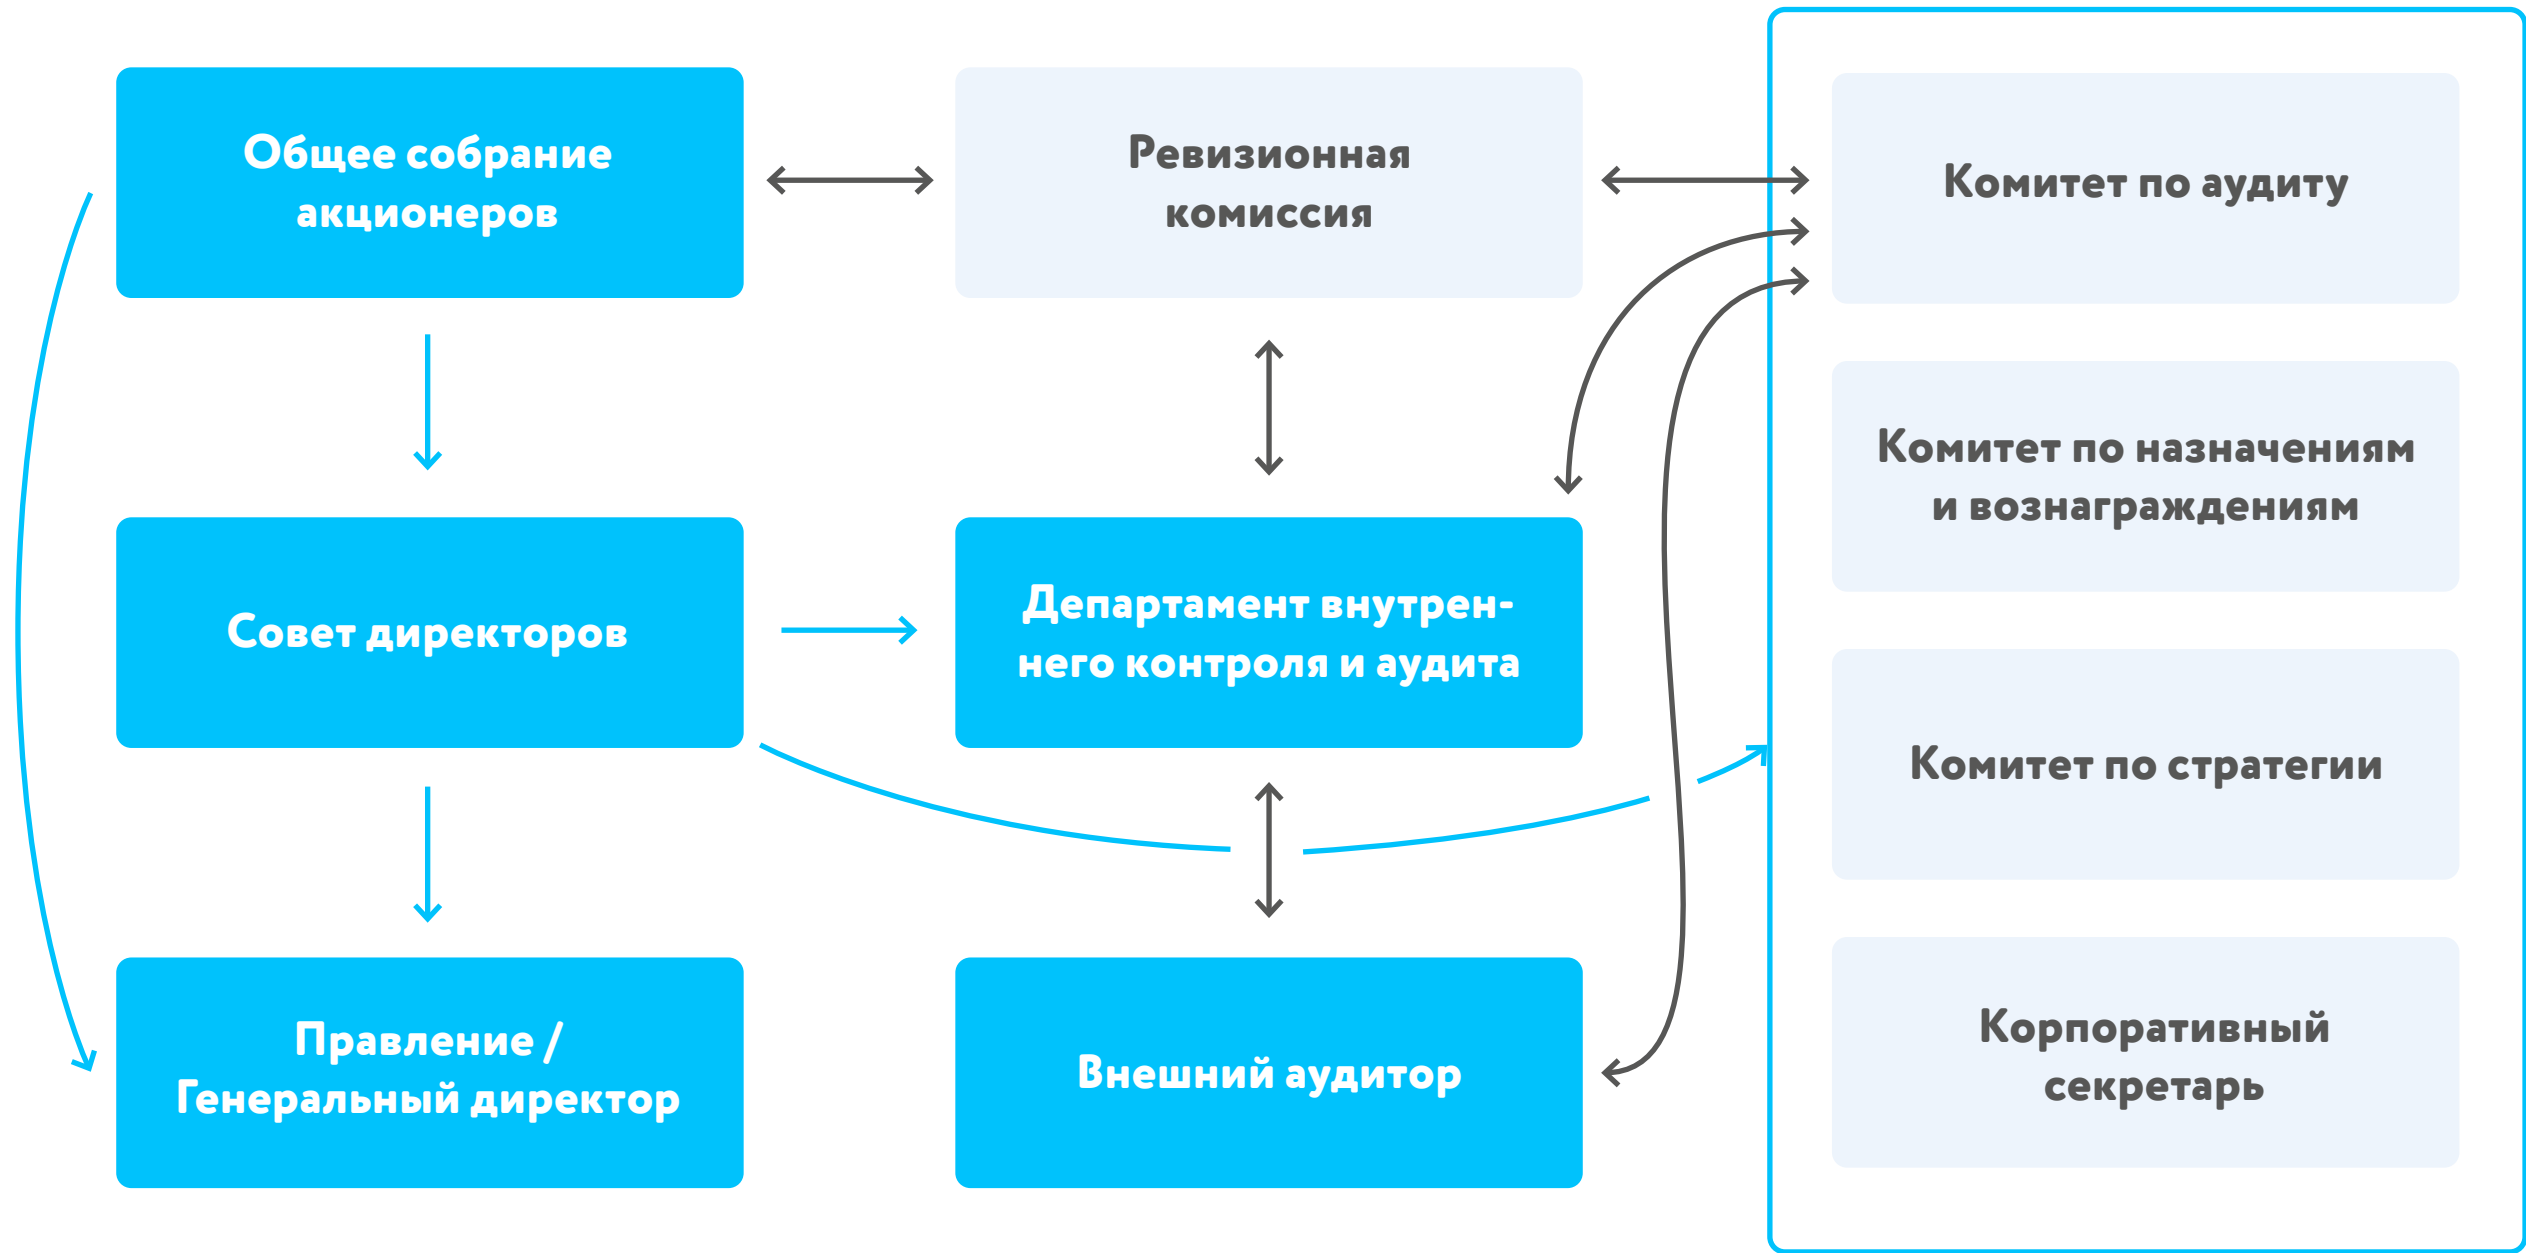 Общее собрание
акционеров
Ревизионная
комиссия
Комитет по аудиту
Комитет по назначениям
и вознаграждениям
Совет директоров
Департамент внутрен-
него контроля и аудита
Комитет по стратегии
Правление /
Генеральный директор
Внешний аудитор
Корпоративный
секретарь